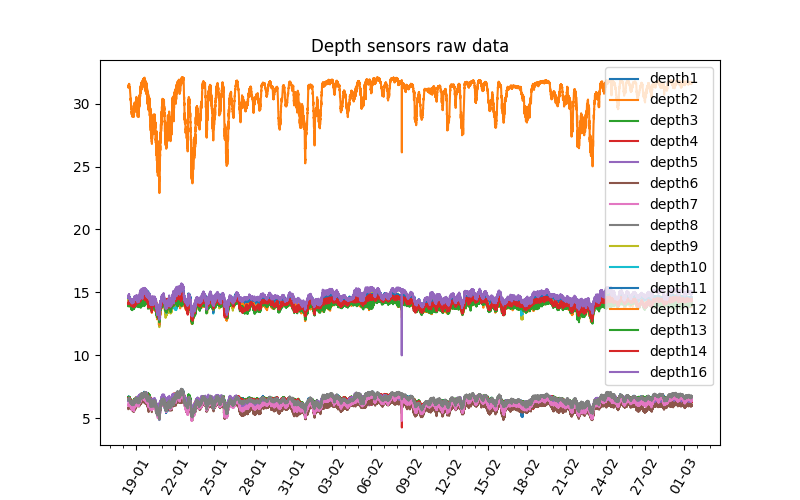 Depth sensors raw data
30
25
20
15
10
5
depth1
depth2
depth3
depth4
depth5
depth6
depth7
depth8
depth9
depth10
depth11
depth12
depth13
depth14
depth16
19-01
22-01
25-01
28-01
31-01
03-02
06-02
09-02
12-02
15-02
18-02
21-02
24-02
27-02
01-03